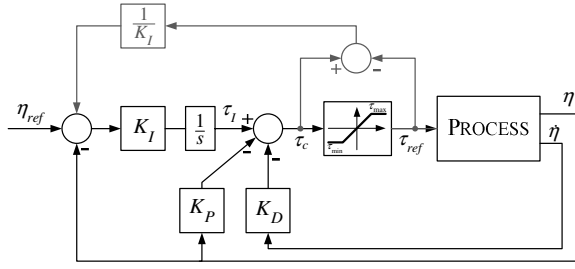 1
K_I
+
-
η_ref
K_I
1
s
τ_I
+
-
-
-
τ_c
τ_max
τ_min
τ_ref
PROCESS
η
η̇
K_P
K_D